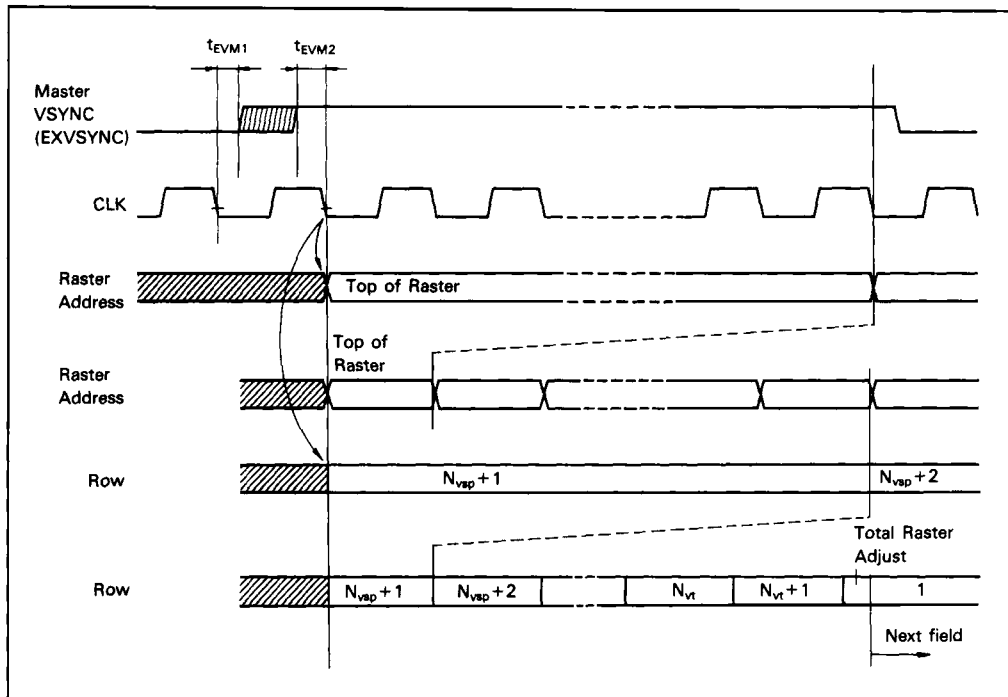 tEVM1
tEVM2
Master
VSYNC
(EXVSYNC)
CLK
Raster
Address
Top of Raster
Top of
Raster
Raster
Address
Row
Nvsp+1
Nvsp+2
Total Raster
Adjust
Row
Nvsp+1
Nvsp+2
Nvt
Nvt+1
1
Next field